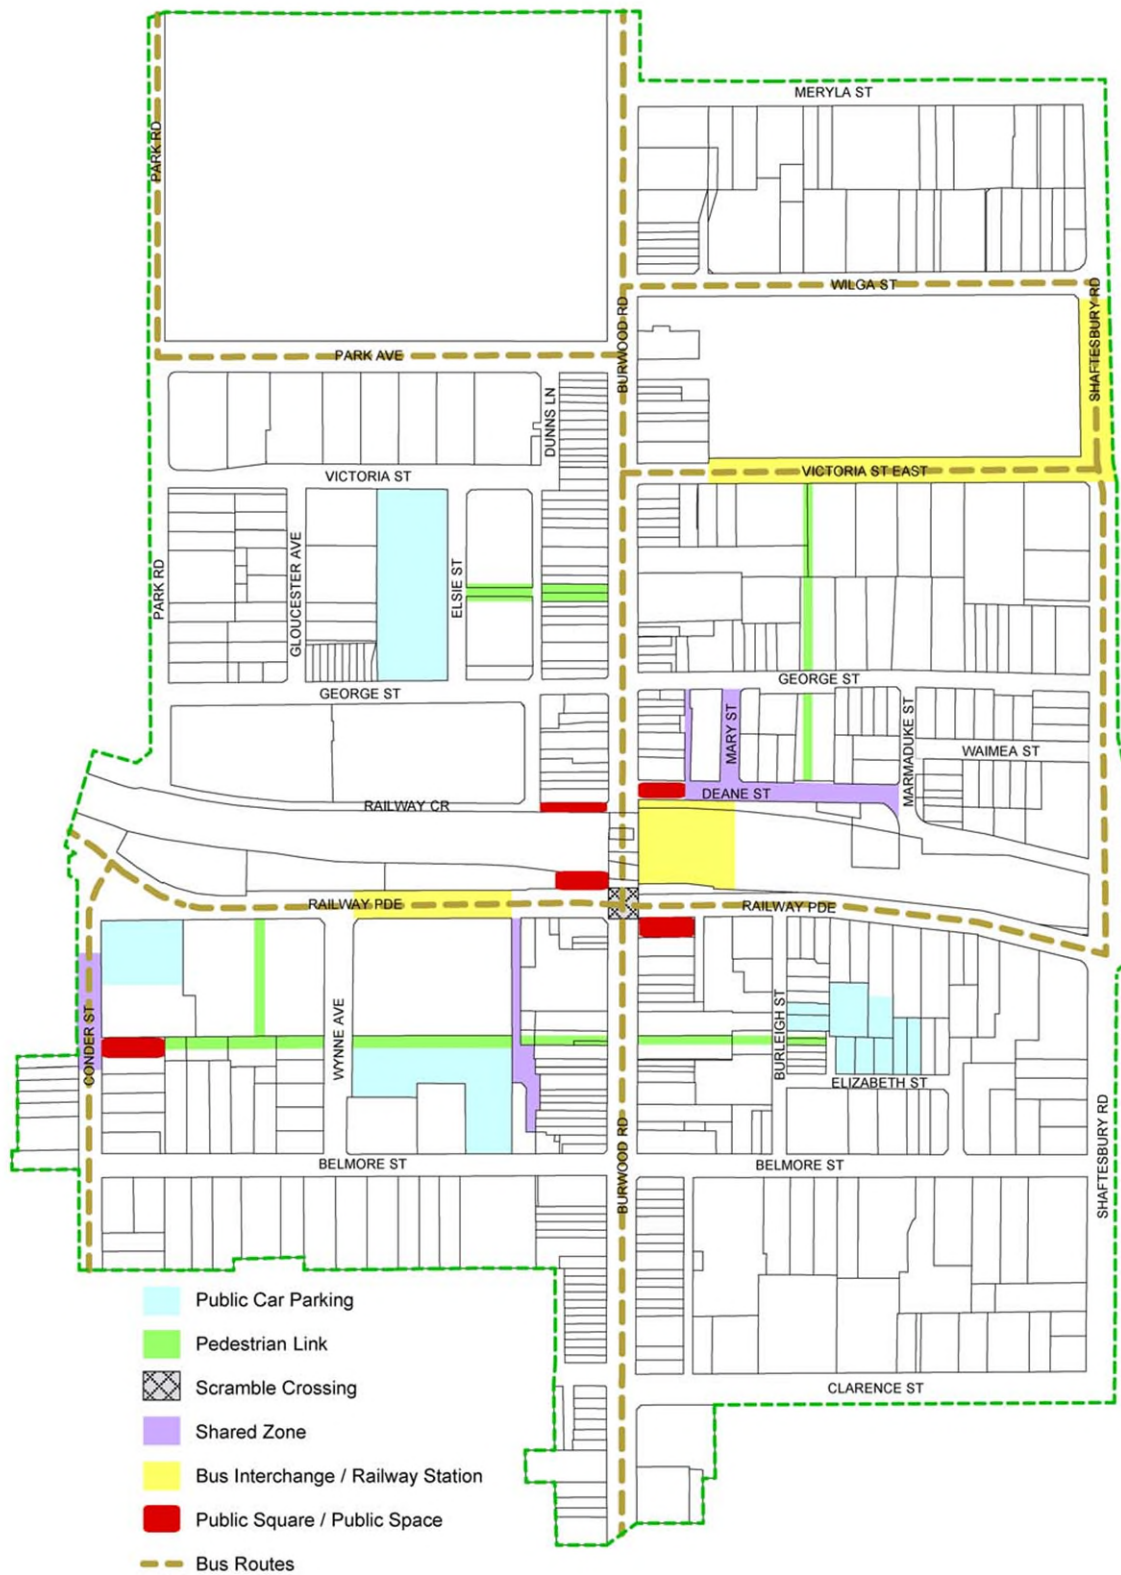 MERYLA ST
PARK RD
WILGA ST
BURWOOD RD
SHAFTESBURY RD
PARK AVE
DUNNS LN
VICTORIA ST
VICTORIA ST EAST
PARK RD
GLOUCESTER AVE
ELSIE ST
GEORGE ST
GEORGE ST
MARY ST
MARMADUKE ST
WAIMEA ST
DEANE ST
RAILWAY CR
RAILWAY PDE
RAILWAY PDE
CONDER ST
WYNNE AVE
BURLEIGH ST
ELIZABETH ST
BELMORE ST
BURWOOD RD
BELMORE ST
SHAFTESBURY RD
CLARENCE ST
Public Car Parking
Pedestrian Link
Scramble Crossing
Shared Zone
Bus Interchange / Railway Station
Public Square / Public Space
Bus Routes